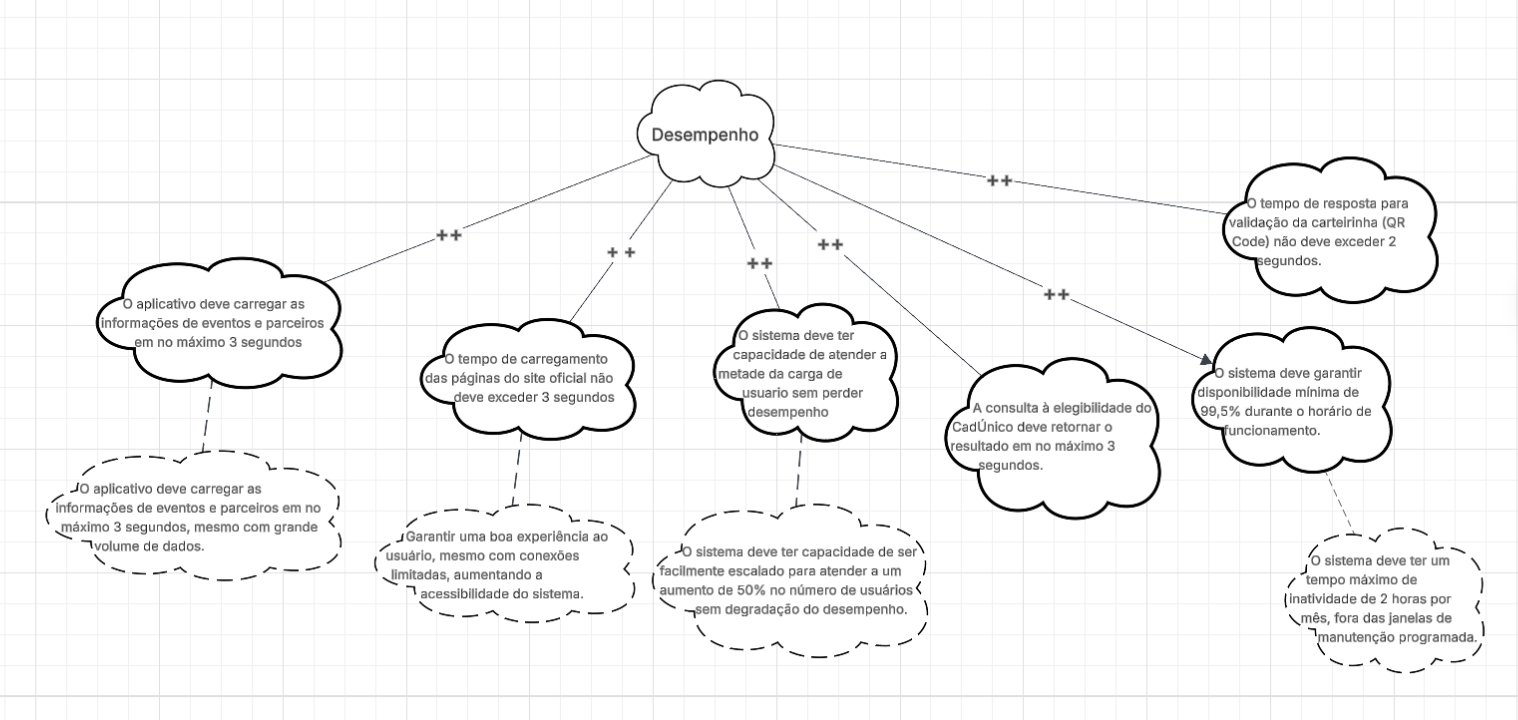 Desempenho
++
++
++
++
++
++
O tempo de resposta para
validação da carteirinha (QR
Code) não deve exceder 2
segundos.
O aplicativo deve carregar as
informações de eventos e parceiros
em no máximo 3 segundos
O tempo de carregamento
das páginas do site oficial não
deve exceder 3 segundos
O sistema deve ter
capacidade de atender a
metade da carga de
usuario sem perder
desempenho
A consulta à elegibilidade do
CadÚnico deve retornar o
resultado em no máximo 3
segundos.
O sistema deve garantir
disponibilidade mínima de
99,5% durante o horário de
funcionamento.
O aplicativo deve carregar as
informações de eventos e parceiros em no
máximo 3 segundos, mesmo com grande
volume de dados.
Garantir uma boa experiência ao
usuário, mesmo com conexões
limitadas, aumentando a
acessibilidade do sistema.
O sistema deve ter capacidade de ser
facilmente escalado para atender a um
aumento de 50% no número de usuários
sem degradação do desempenho.
O sistema deve ter um
tempo máximo de
inatividade de 2 horas por
mês, fora das janelas de
manutenção programada.